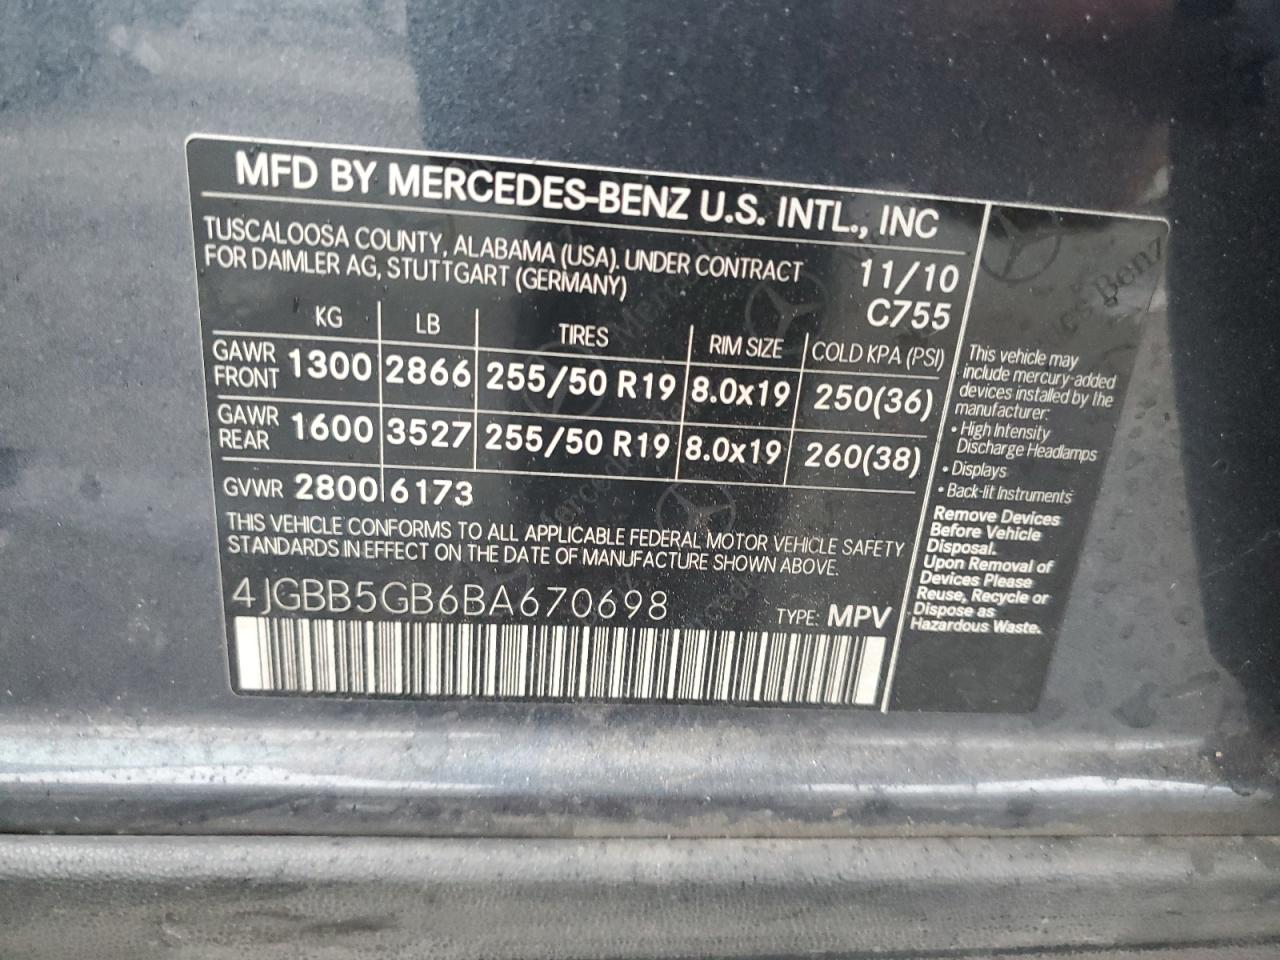 MFD BY MERCEDES-BENZ U.S. INTL., INC
TUSCALOOSA COUNTY, ALABAMA (USA). UNDER CONTRACT
FOR DAIMLER AG, STUTTGART (GERMANY)
11/10
C755
KG LB TIRES RIM SIZE COLD KPA (PSI)
GAWR FRONT 1300 2866 255/50 R19 8.0x19 250(36)
GAWR REAR 1600 3527 255/50 R19 8.0x19 260(38)
GVWR 2800 6173
THIS VEHICLE CONFORMS TO ALL APPLICABLE FEDERAL MOTOR VEHICLE SAFETY
STANDARDS IN EFFECT ON THE DATE OF MANUFACTURE SHOWN ABOVE.
4JGBB5GB6BA670698
TYPE: MPV
This vehicle may
include mercury-added
devices installed by the
manufacturer:
• High Intensity
Discharge Headlamps
• Displays
• Back-lit Instruments
Remove Devices
Before Vehicle
Disposal.
Upon Removal of
Devices Please
Reuse, Recycle or
Dispose as
Hazardous Waste.